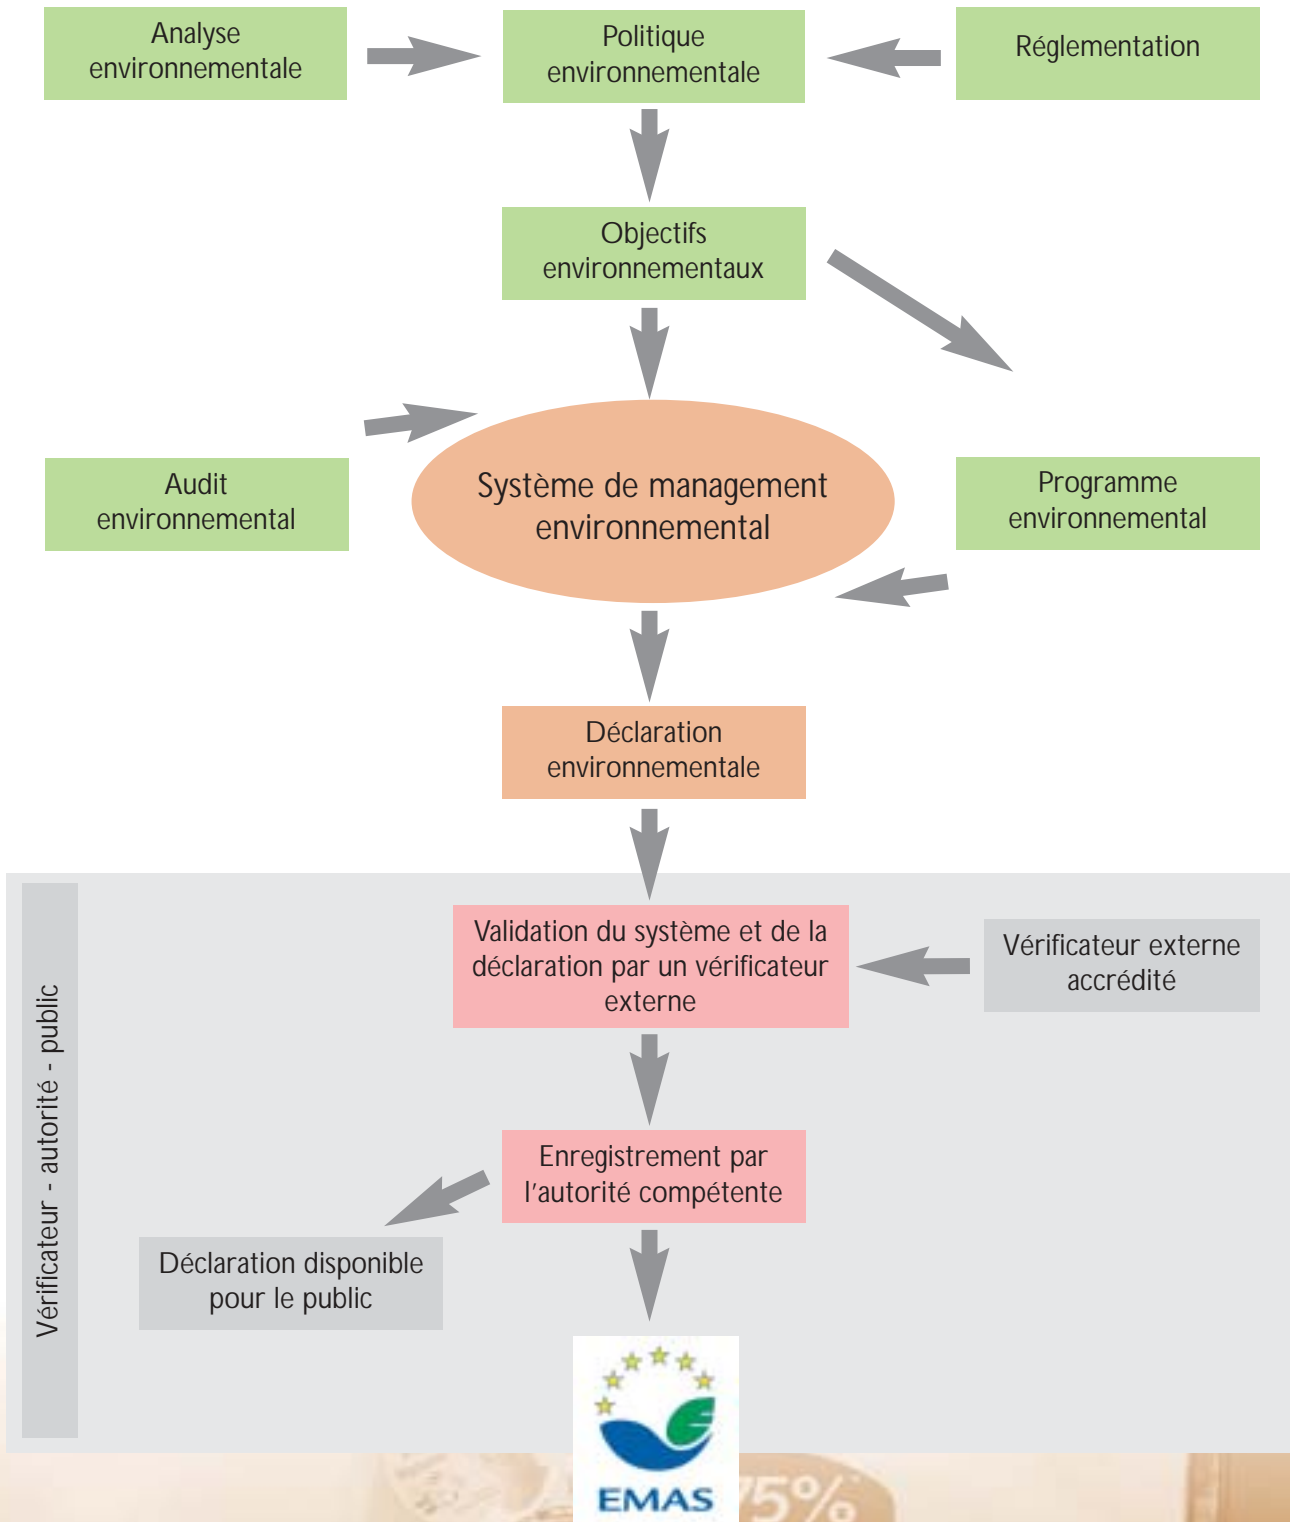 Analyse
environnementale
Politique
environnementale
Réglementation
Objectifs
environnementaux
Audit
environnemental
Système de management
environnemental
Programme
environnemental
Déclaration
environnementale
Vérificateur - autorité - public
Validation du système et de la
déclaration par un vérificateur
externe
Vérificateur externe
accrédité
Enregistrement par
l'autorité compétente
Déclaration disponible
pour le public
EMAS
75%